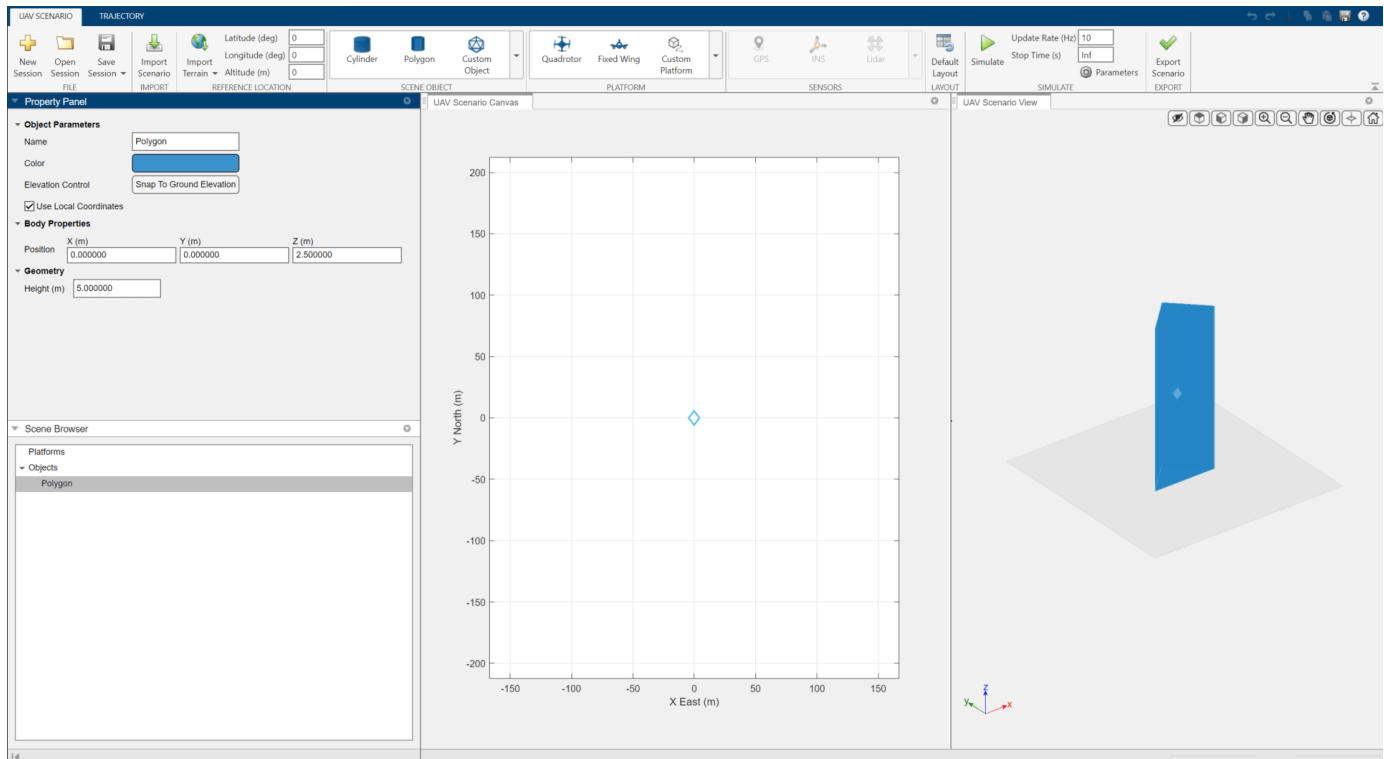 UAV SCENARIO TRAJECTORY
New Session
Open Session
Save Session
Import Scenario
Import Terrain
Latitude (deg) 0
Longitude (deg) 0
Altitude (m) 0
Cylinder
Polygon
Custom Object
Quadrotor
Fixed Wing
Custom Platform
GPS
INS
Lidar
Default Layout
Simulate
Update Rate (Hz) 10
Stop Time (s) Inf
Parameters
Export Scenario
FILE IMPORT REFERENCE LOCATION SCENE OBJECT PLATFORM SENSORS LAYOUT SIMULATE EXPORT
Property Panel
Object Parameters
Name Polygon
Color
Elevation Control Snap To Ground Elevation
Use Local Coordinates
Body Properties
X (m) Y (m) Z (m)
Position 0.000000 0.000000 2.500000
Geometry
Height (m) 5.000000
Scene Browser
Platforms
Objects
Polygon
UAV Scenario Canvas
200
150
100
50
0
-50
-100
-150
-200
Y North (m)
-150 -100 -50 0 50 100 150
X East (m)
UAV Scenario View
z
y
x